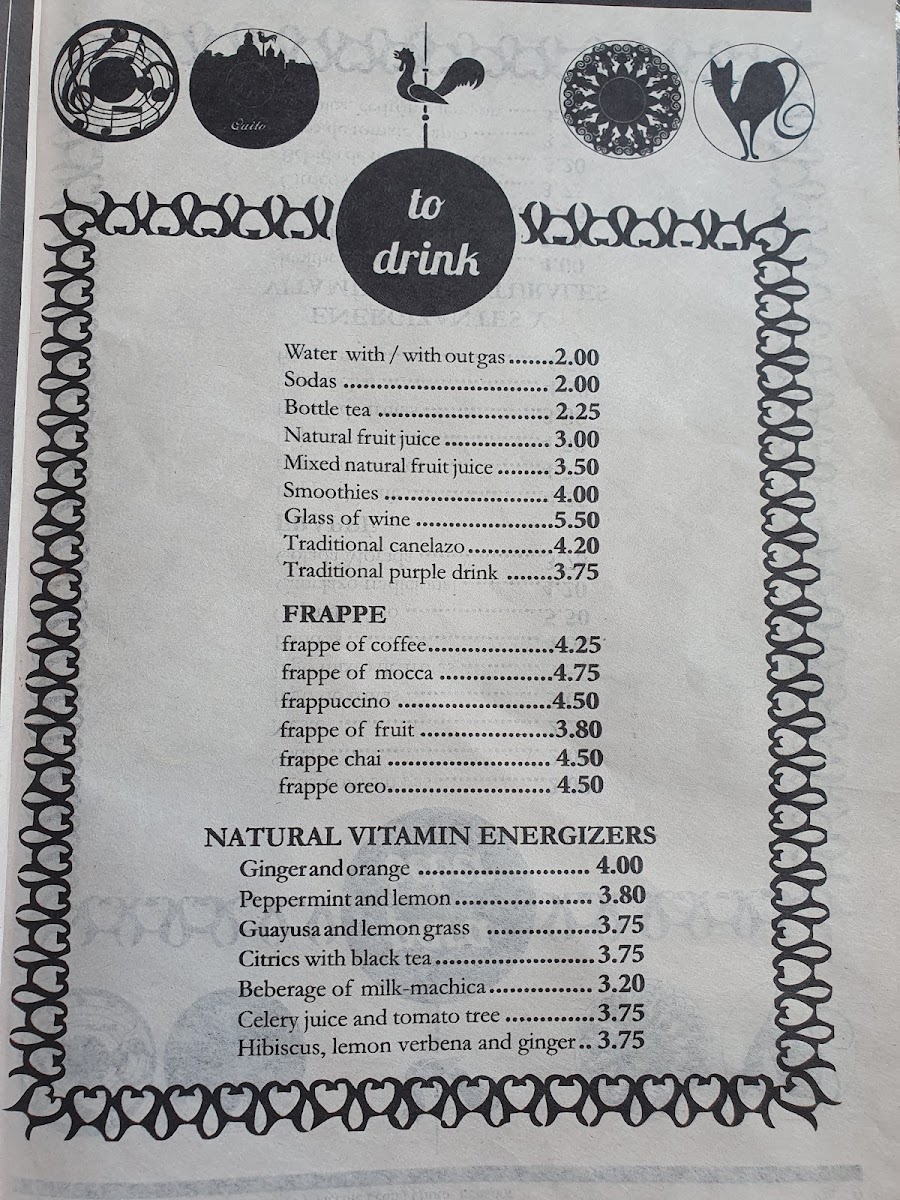 Quito
to
drink
Water with / with out gas.......2.00
Sodas .............................. 2.00
Bottle tea ......................... 2.25
Natural fruit juice ............... 3.00
Mixed natural fruit juice ........ 3.50
Smoothies ........................ 4.00
Glass of wine ....................5.50
Traditional canelazo.............4.20
Traditional purple drink .......3.75
FRAPPE
frappe of coffee...................4.25
frappe of mocca .................4.75
frappuccino .......................4.50
frappe of fruit ....................3.80
frappe chai ........................ 4.50
frappe oreo......................... 4.50
NATURAL VITAMIN ENERGIZERS
Ginger and orange .......................... 4.00
Peppermint and lemon..................... 3.80
Guayusa and lemon grass ................3.75
Citrics with black tea........................3.75
Beberage of milk-machica................ 3.20
Celery juice and tomato tree ..............3.75
Hibiscus, lemon verbena and ginger.. 3.75